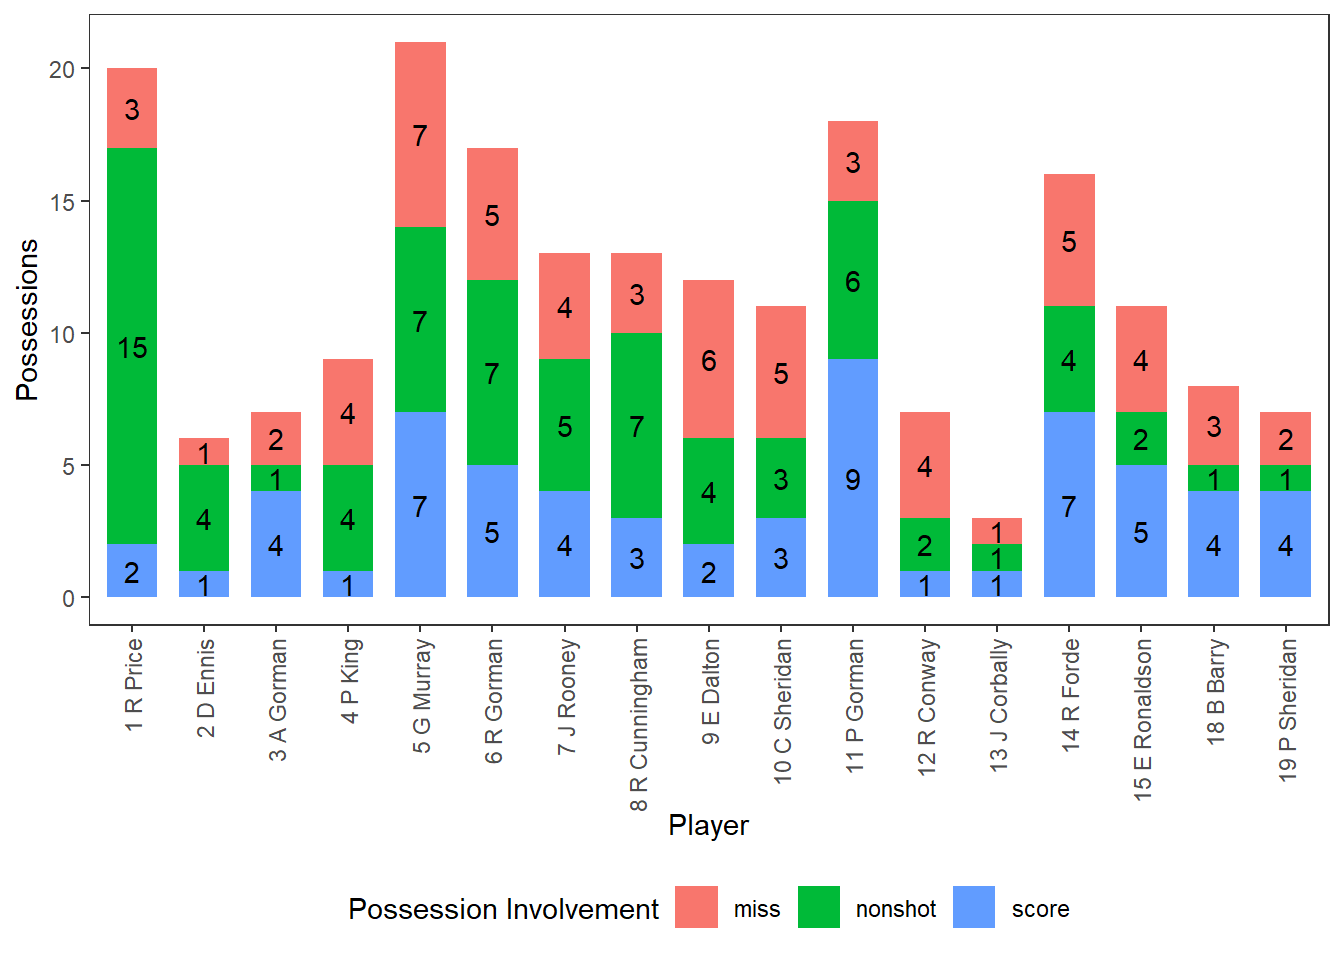 20
15
10
5
0
Possessions
3
15
2
1
4
1
2
1
4
4
4
1
7
7
7
5
7
5
4
5
4
3
7
3
6
4
2
5
3
3
3
6
9
4
2
1
1
1
1
5
4
7
4
2
5
3
1
4
2
1
4
1 R Price
2 D Ennis
3 A Gorman
4 P King
5 G Murray
6 R Gorman
7 J Rooney
8 R Cunningham
9 E Dalton
10 C Sheridan
11 P Gorman
12 R Conway
13 J Corbally
14 R Forde
15 E Ronaldson
18 B Barry
19 P Sheridan
Player
Possession Involvement miss nonshot score